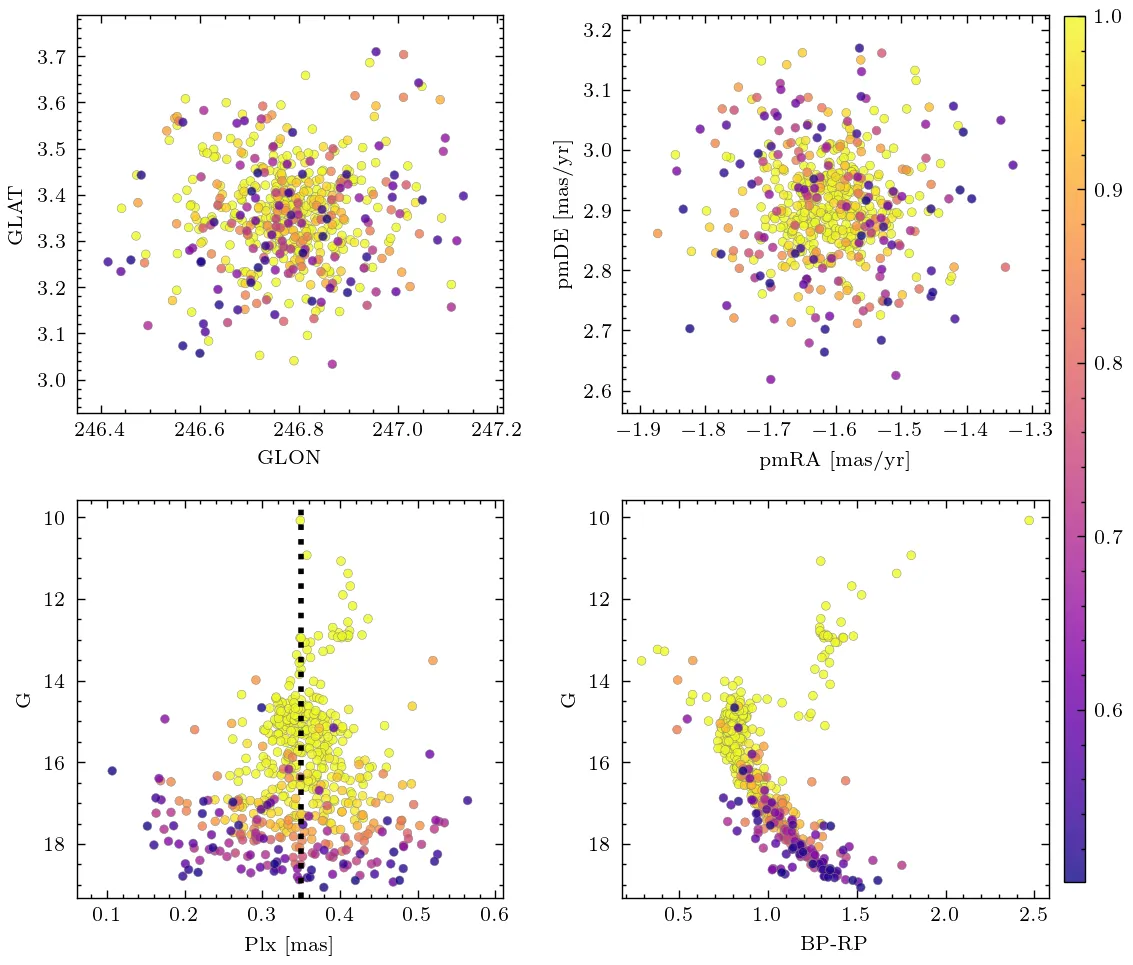 3.7
3.6
3.5
3.4
3.3
3.2
3.1
3.0
GLAT
246.4 246.6 246.8 247.0 247.2
GLON
3.2
3.1
3.0
2.9
2.8
2.7
2.6
pmDE [mas/yr]
−1.9 −1.8 −1.7 −1.6 −1.5 −1.4 −1.3
pmRA [mas/yr]
1.0
0.9
0.8
0.7
0.6
10
12
14
16
18
G
0.1 0.2 0.3 0.4 0.5 0.6
Plx [mas]
10
12
14
16
18
G
0.5 1.0 1.5 2.0 2.5
BP-RP